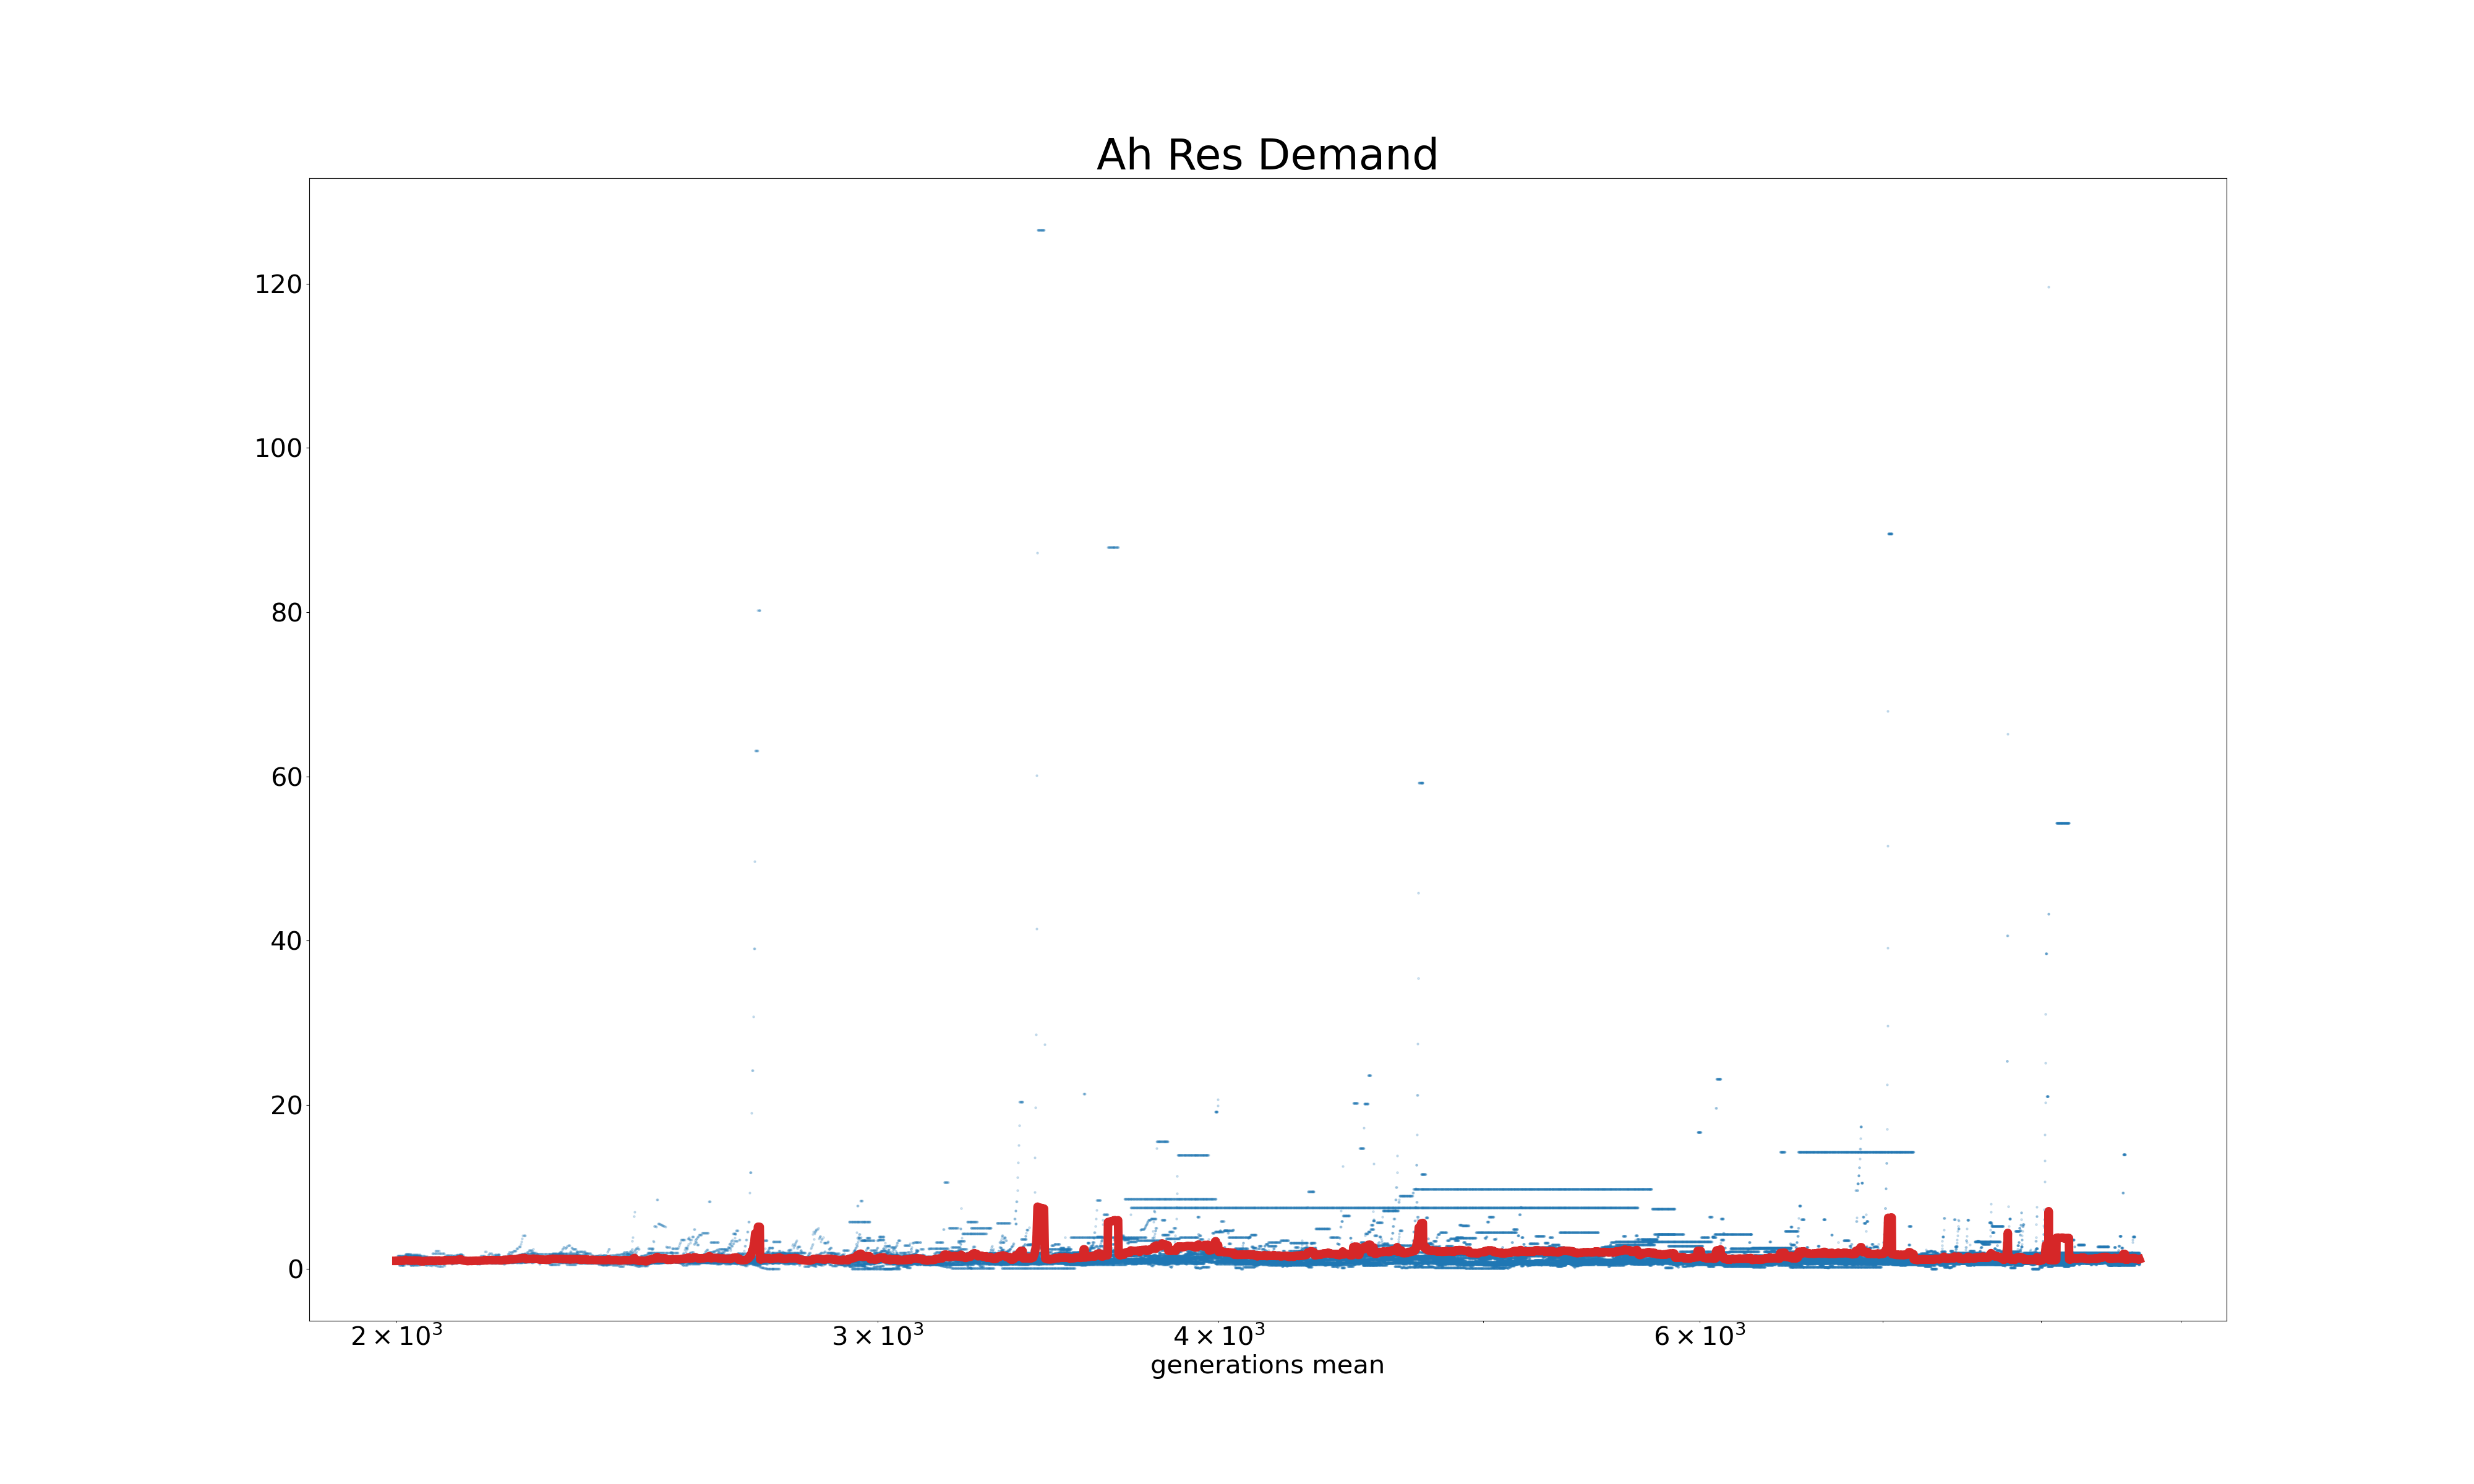 Ah Res Demand
120
100
80
60
40
20
0
2 × 10³
3 × 10³
4 × 10³
6 × 10³
generations mean